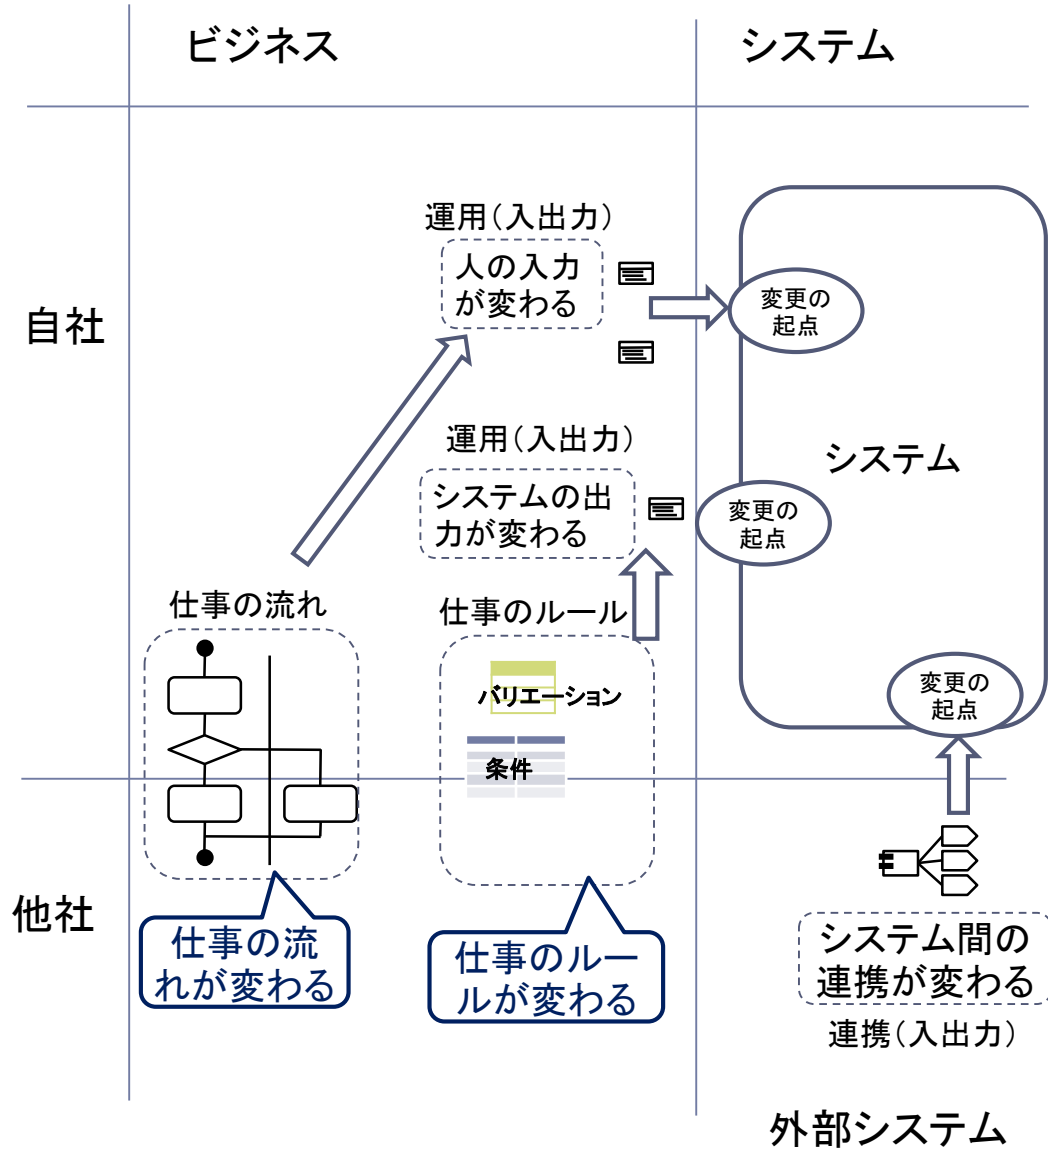 ビジネス
システム
自社
運用（入出力）
人の入力
が変わる
変更の
起点
運用（入出力）
システムの出
力が変わる
変更の
起点
システム
仕事の流れ
仕事のルール
バリエーション
条件
変更の
起点
他社
仕事の流
れが変わる
仕事のルー
ルが変わる
システム間の
連携が変わる
連携（入出力）
外部システム